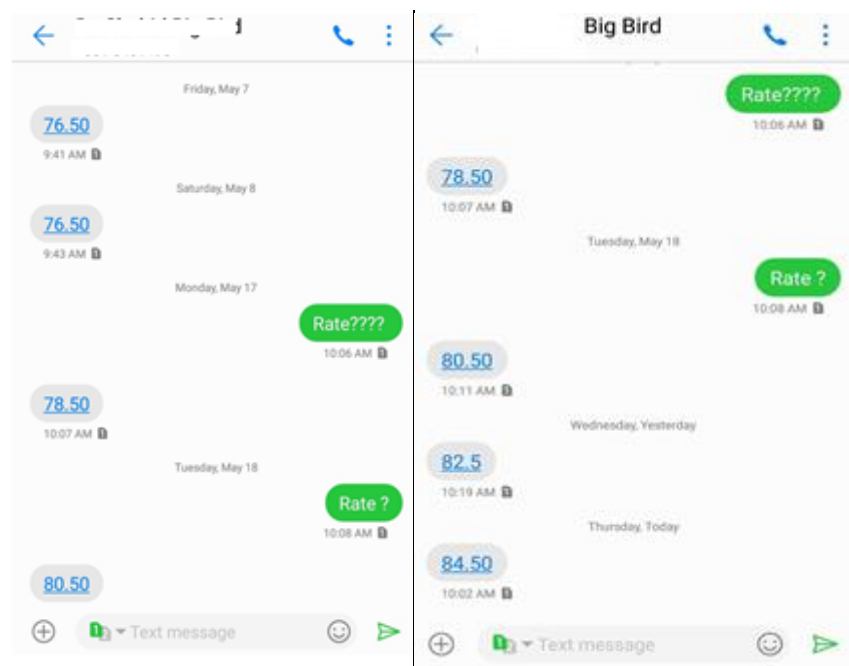 Friday, May 7
76.50
9:41 AM
Saturday, May 8
76.50
9:43 AM
Monday, May 17
Rate????
10:06 AM
78.50
10:07 AM
Tuesday, May 18
Rate ?
10:08 AM
80.50
Text message
Big Bird
Rate????
10:06 AM
78.50
10:07 AM
Tuesday, May 18
Rate ?
10:08 AM
80.50
10:11 AM
Wednesday, Yesterday
82.5
10:19 AM
Thursday, Today
84.50
10:02 AM
Text message